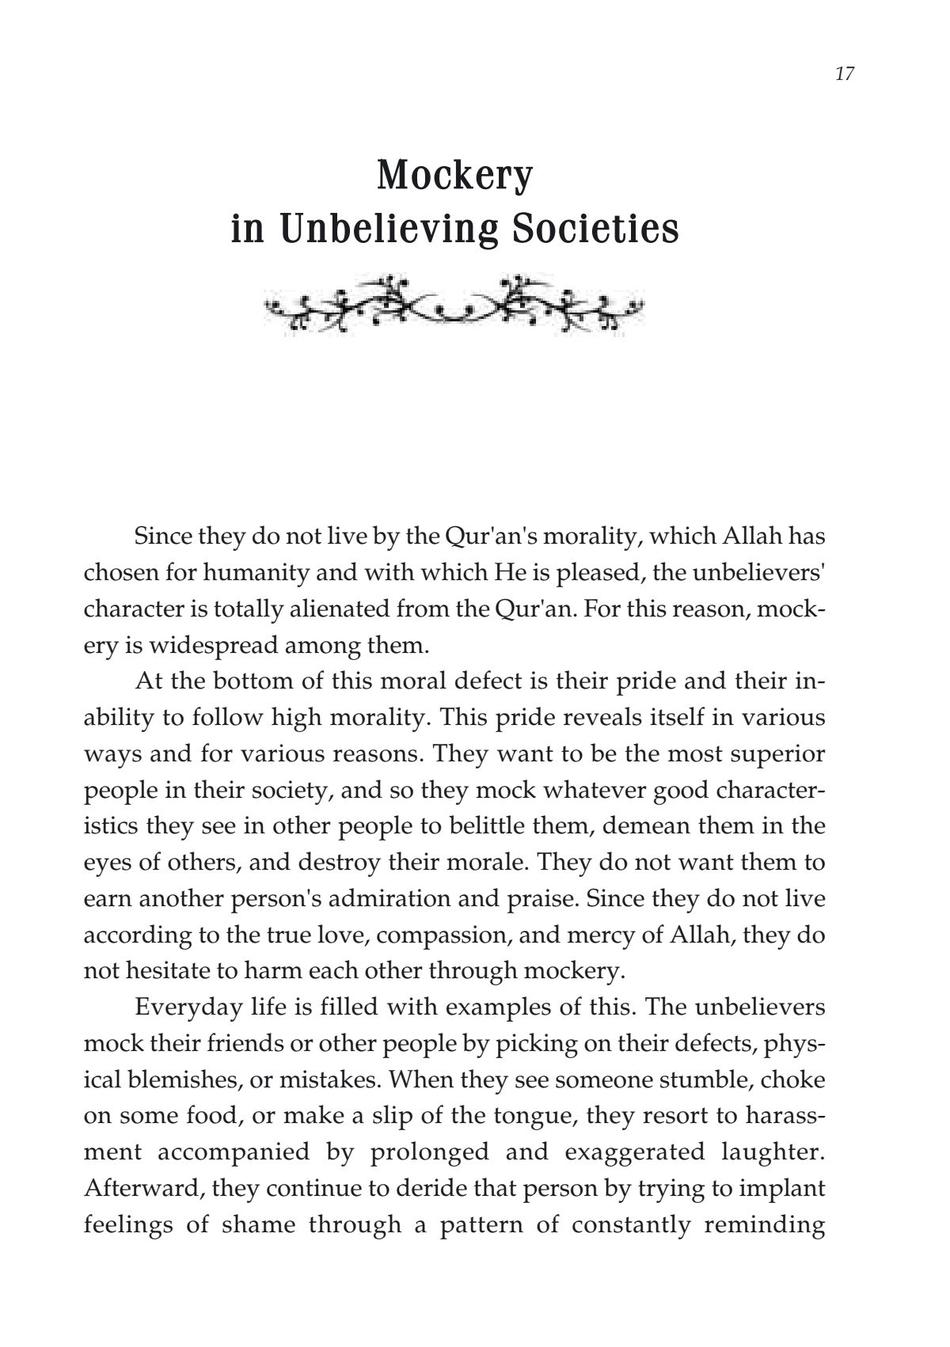 17
Mockery
in Unbelieving Societies
Since they do not live by the Qur'an's morality, which Allah has
chosen for humanity and with which He is pleased, the unbelievers'
character is totally alienated from the Qur'an. For this reason, mock-
ery is widespread among them.
At the bottom of this moral defect is their pride and their in-
ability to follow high morality. This pride reveals itself in various
ways and for various reasons. They want to be the most superior
people in their society, and so they mock whatever good character-
istics they see in other people to belittle them, demean them in the
eyes of others, and destroy their morale. They do not want them to
earn another person's admiration and praise. Since they do not live
according to the true love, compassion, and mercy of Allah, they do
not hesitate to harm each other through mockery.
Everyday life is filled with examples of this. The unbelievers
mock their friends or other people by picking on their defects, phys-
ical blemishes, or mistakes. When they see someone stumble, choke
on some food, or make a slip of the tongue, they resort to harass-
ment accompanied by prolonged and exaggerated laughter.
Afterward, they continue to deride that person by trying to implant
feelings of shame through a pattern of constantly reminding